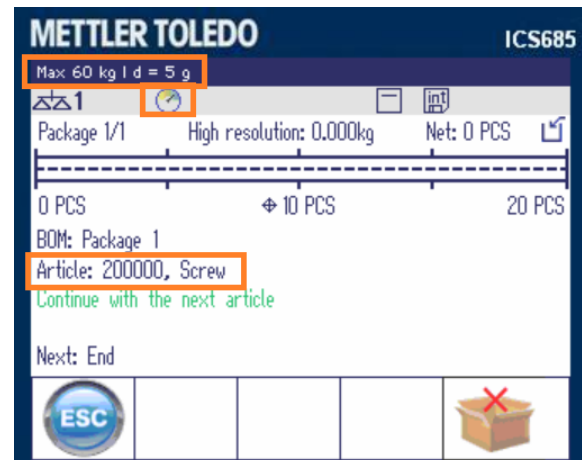 METTLER TOLEDO ICS685
Max 60 kg | d = 5 g
1 int
Package 1/1 High resolution: 0.000kg Net: 0 PCS
0 PCS 10 PCS 20 PCS
BOM: Package 1
Article: 200000, Screw
Continue with the next article
Next: End
ESC